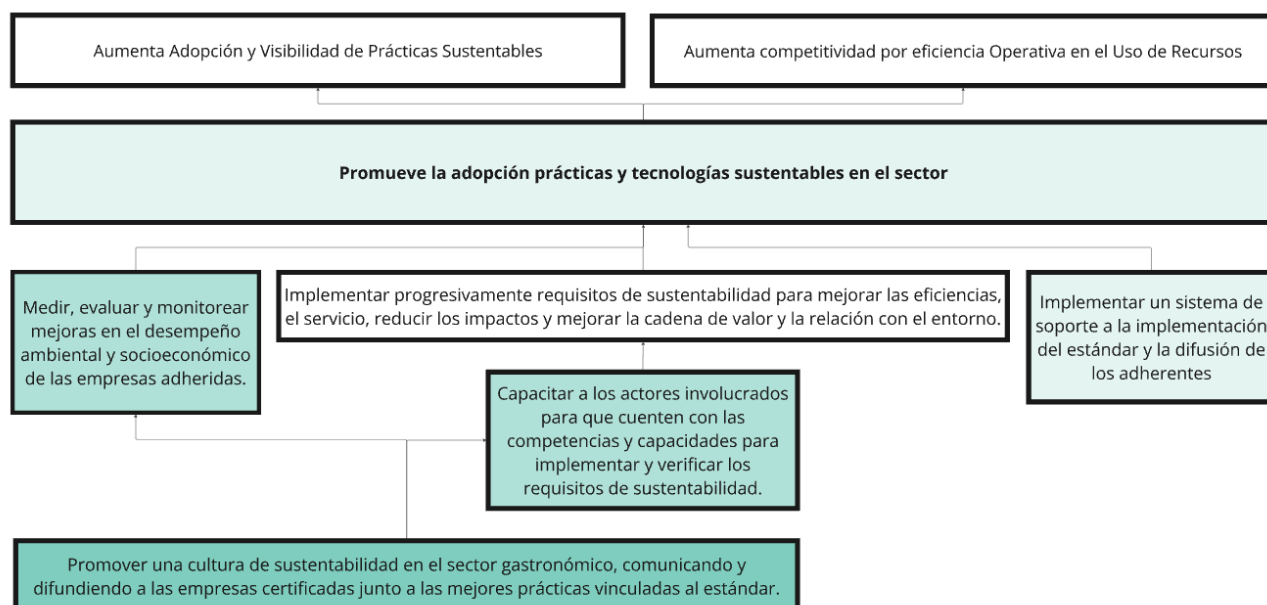 Aumenta Adopción y Visibilidad de Prácticas Sustentables
Aumenta competitividad por eficiencia Operativa en el Uso de Recursos
Promueve la adopción prácticas y tecnologías sustentables en el sector
Medir, evaluar y monitorear
mejoras en el desempeño
ambiental y socioeconómico
de las empresas adheridas.
Implementar progresivamente requisitos de sustentabilidad para mejorar las eficiencias,
el servicio, reducir los impactos y mejorar la cadena de valor y la relación con el entorno.
Implementar un sistema de
soporte a la implementación
del estándar y la difusión de
los adherentes
Capacitar a los actores involucrados
para que cuenten con las
competencias y capacidades para
implementar y verificar los
requisitos de sustentabilidad.
Promover una cultura de sustentabilidad en el sector gastronómico, comunicando y
difundiendo a las empresas certificadas junto a las mejores prácticas vinculadas al estándar.